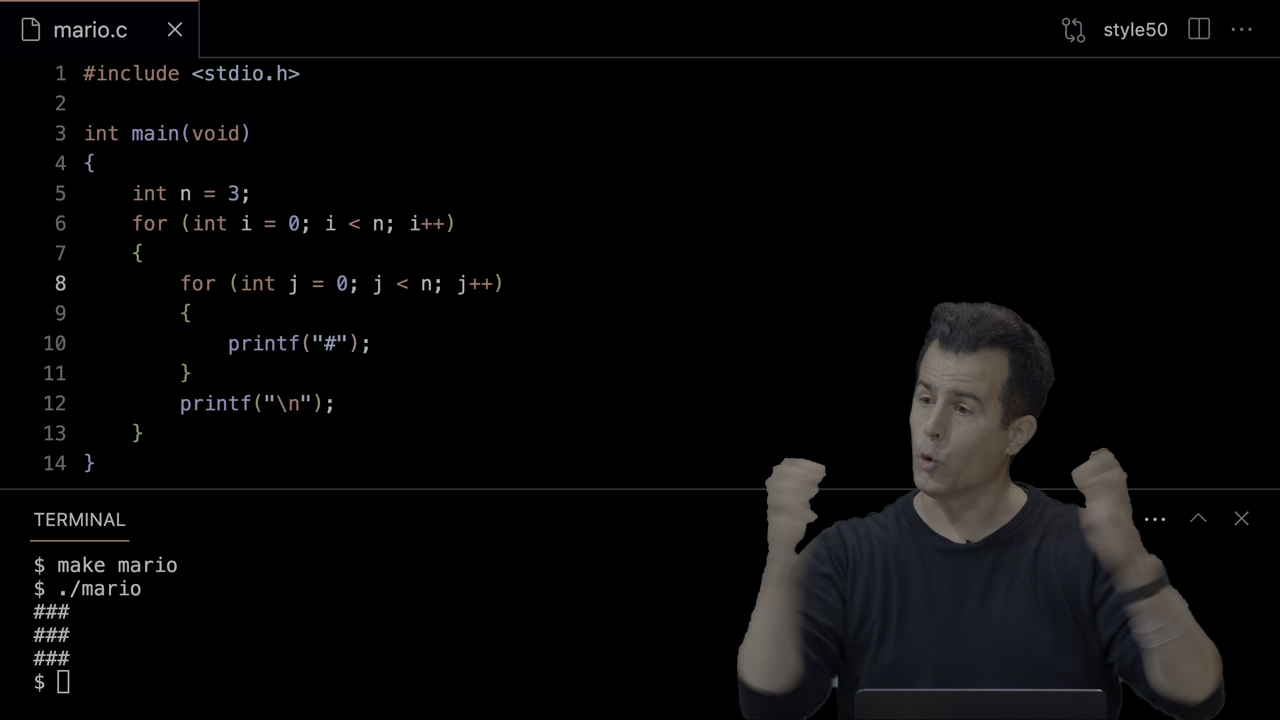 mario.c
style50
1 #include <stdio.h>
2
3 int main(void)
4 {
5     int n = 3;
6     for (int i = 0; i < n; i++)
7     {
8         for (int j = 0; j < n; j++)
9         {
10             printf("#");
11         }
12         printf("\n");
13     }
14 }
TERMINAL
$ make mario
$ ./mario
###
###
###
$